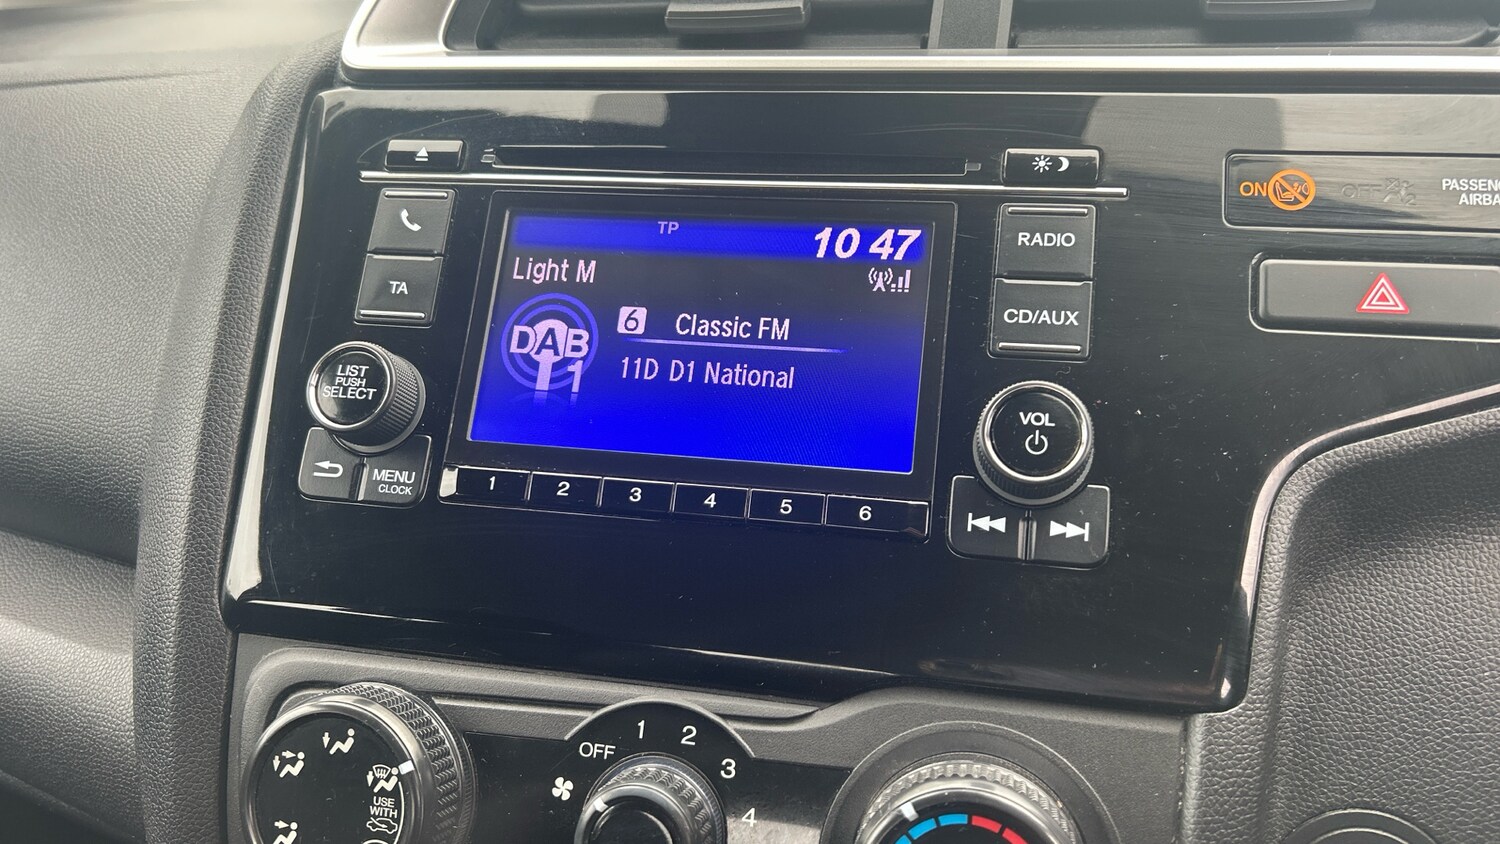 TP
10 47
Light M
DAB
1
6 Classic FM
11D D1 National
TA
LIST
PUSH
SELECT
MENU
CLOCK
RADIO
CD/AUX
VOL
1 2 3 4 5 6
ON
OFF
PASSENG
AIRBA
OFF 1 2 3 4
USE
WITH